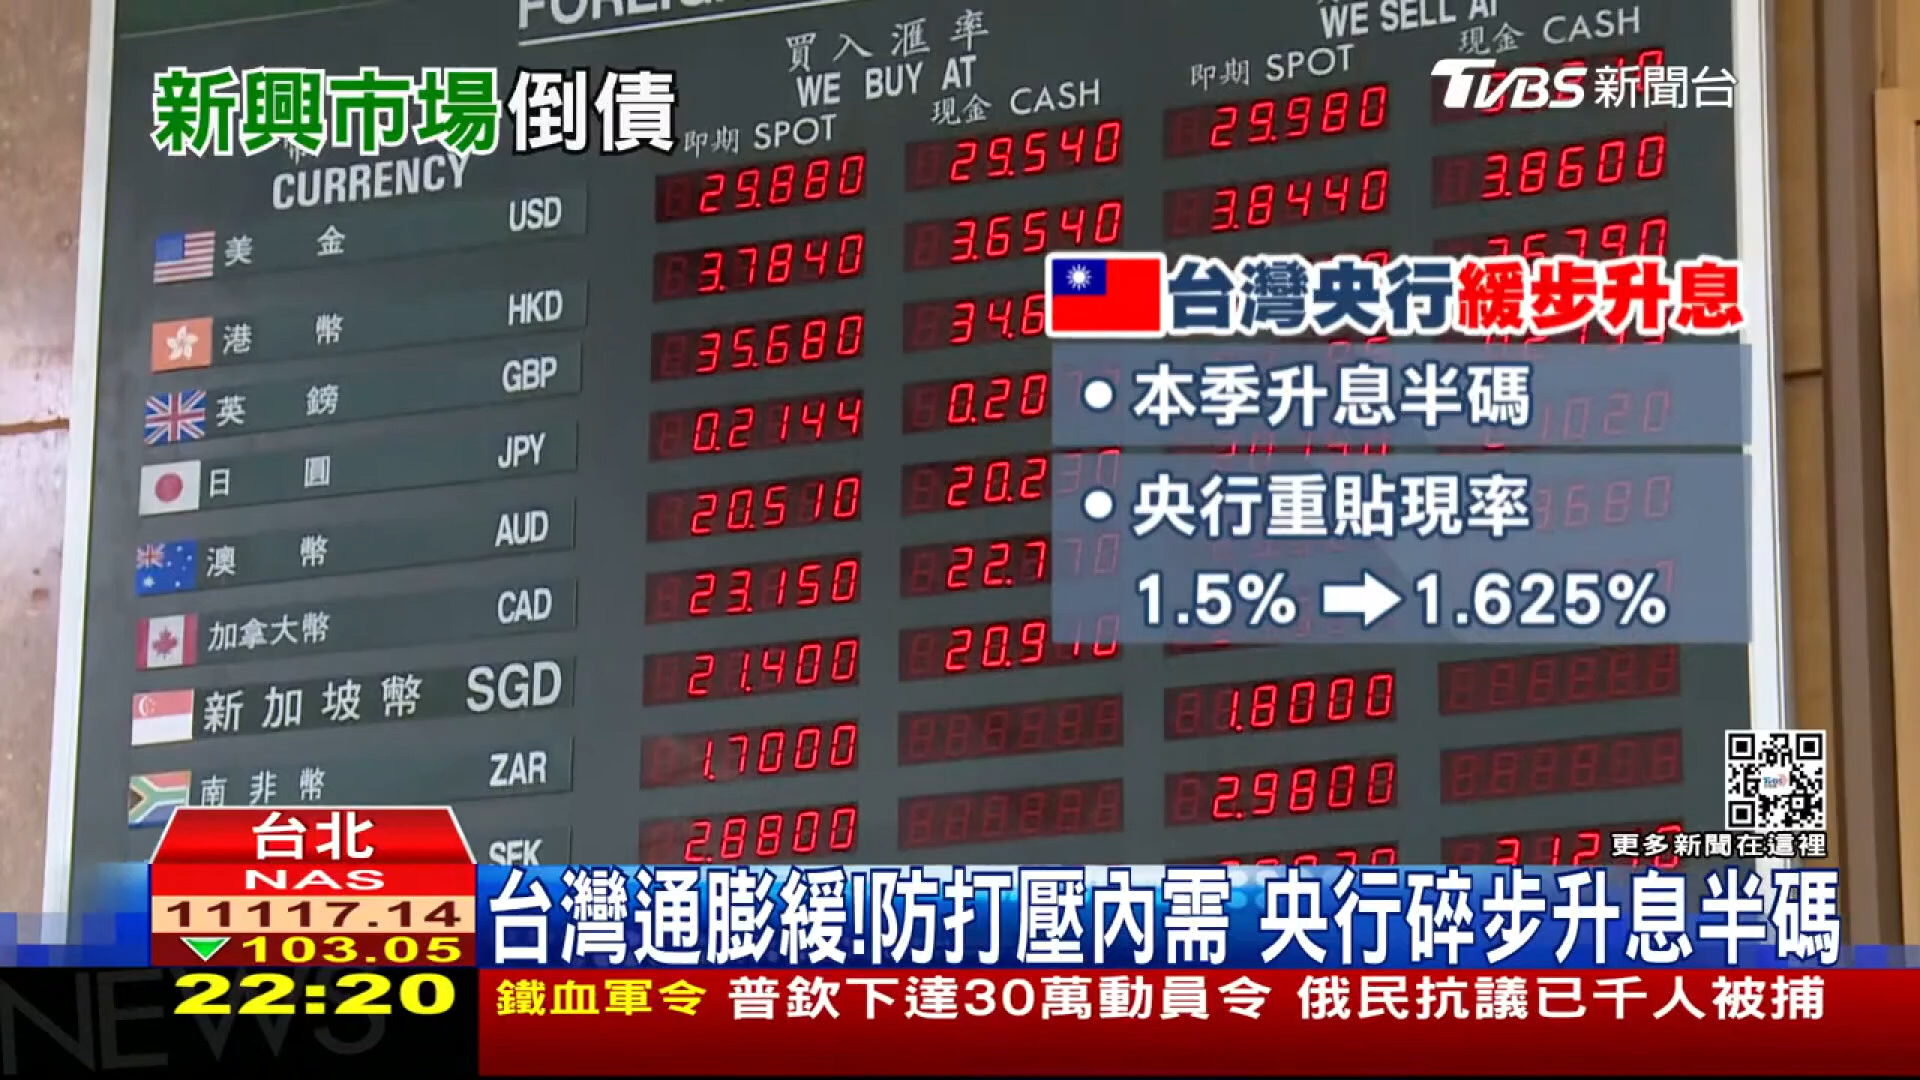 新興市場倒債
TVBS新聞台
買入匯率
WE BUY AT
WE SELL AT
即期 SPOT
現金 CASH
即期 SPOT
現金 CASH
CURRENCY
美金 USD 29.880 29.540 29.980
港幣 HKD 3.7840 3.6540 3.8440 3.8600
英鎊 GBP 35.680
日圓 JPY 0.2144
澳幣 AUD 20.510
加拿大幣 CAD 23.150
新加坡幣 SGD 21.400 20.910
南非幣 ZAR 1.7000 1.8000
SEK 2.8800 2.9800
台灣央行緩步升息
•本季升息半碼
•央行重貼現率
1.5% ➡ 1.625%
更多新聞在這裡
台北
NAS
11117.14
▼103.05
22:20
台灣通膨緩!防打壓內需 央行碎步升息半碼
鐵血軍令 普欽下達30萬動員令 俄民抗議已千人被捕
NEWS